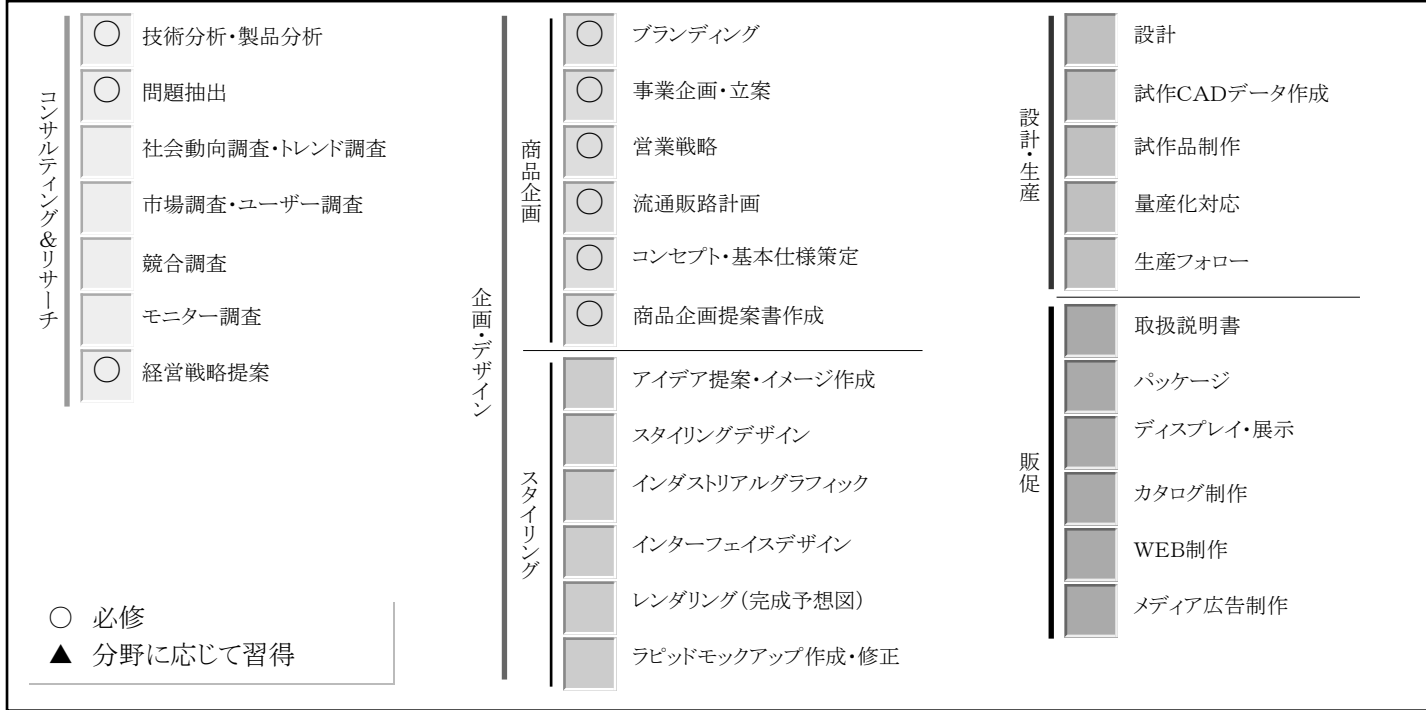 コンサルティング&リサーチ
○ 技術分析・製品分析
○ 問題抽出
社会動向調査・トレンド調査
市場調査・ユーザー調査
競合調査
モニター調査
○ 経営戦略提案
企画・デザイン
商品企画
○ ブランディング
○ 事業企画・立案
○ 営業戦略
○ 流通販路計画
○ コンセプト・基本仕様策定
○ 商品企画提案書作成
スタイリング
アイデア提案・イメージ作成
スタイリングデザイン
インダストリアルグラフィック
インターフェイスデザイン
レンダリング(完成予想図)
ラピッドモックアップ作成・修正
設計・生産
設計
試作CADデータ作成
試作品制作
量産化対応
生産フォロー
販促
取扱説明書
パッケージ
ディスプレイ・展示
カタログ制作
WEB制作
メディア広告制作
○ 必修
▲ 分野に応じて習得